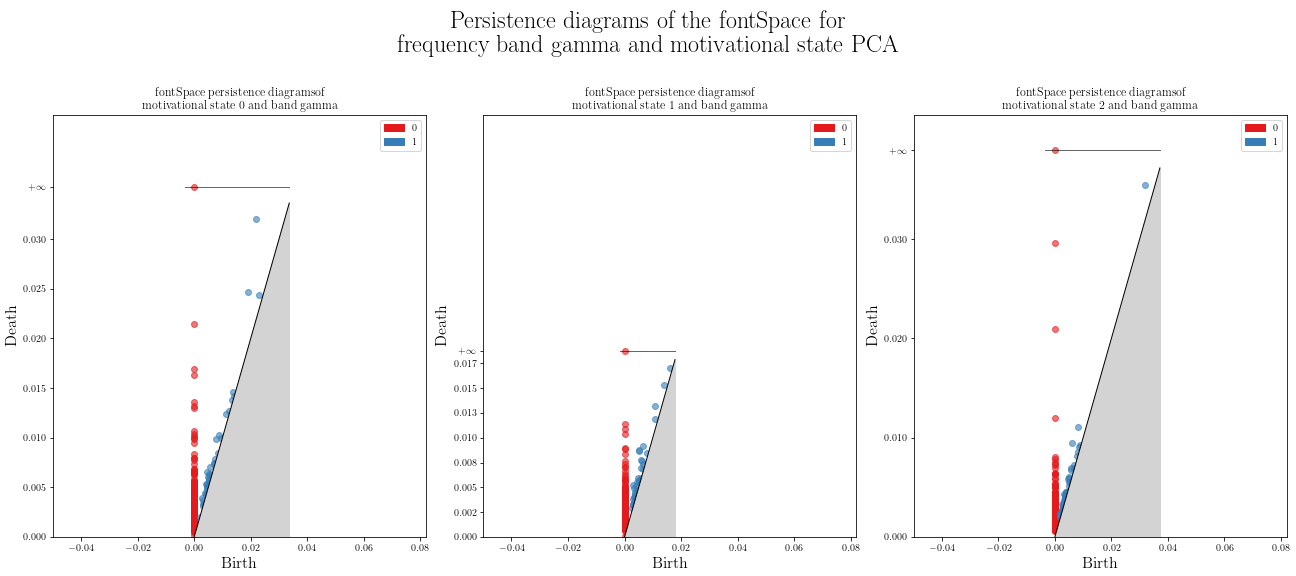 Persistence diagrams of the fontSpace for
frequency band gamma and motivational state PCA
fontSpace persistence diagramsof
motivational state 0 and band gamma
0
1
+∞
0.030
0.025
0.020
0.015
0.010
0.005
0.000
Death
−0.04 −0.02 0.00 0.02 0.04 0.06 0.08
Birth
fontSpace persistence diagramsof
motivational state 1 and band gamma
0
1
+∞
0.017
0.015
0.013
0.010
0.008
0.005
0.002
0.000
Death
−0.04 −0.02 0.00 0.02 0.04 0.06 0.08
Birth
fontSpace persistence diagramsof
motivational state 2 and band gamma
0
1
+∞
0.030
0.020
0.010
0.000
Death
−0.04 −0.02 0.00 0.02 0.04 0.06 0.08
Birth